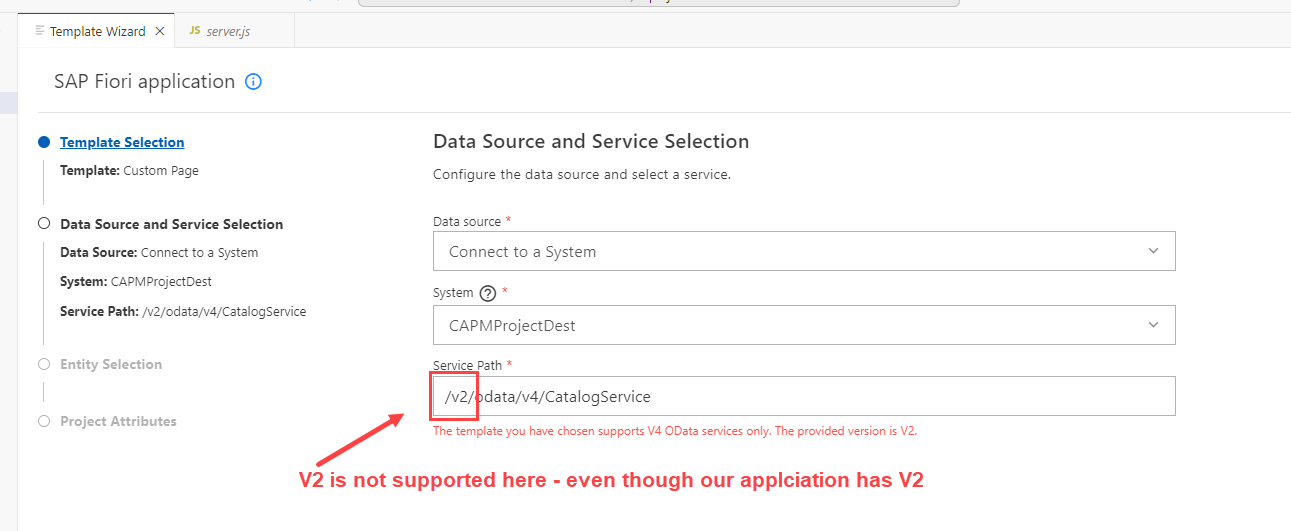 Template Wizard
JS server.js
SAP Fiori application
Template Selection
Template: Custom Page
Data Source and Service Selection
Data Source: Connect to a System
System: CAPMProjectDest
Service Path: /v2/odata/v4/CatalogService
Entity Selection
Project Attributes
Data Source and Service Selection
Configure the data source and select a service.
Data source *
Connect to a System
System ? *
CAPMProjectDest
Service Path *
/v2/odata/v4/CatalogService
The template you have chosen supports V4 OData services only. The provided version is V2.
V2 is not supported here - even though our applciation has V2